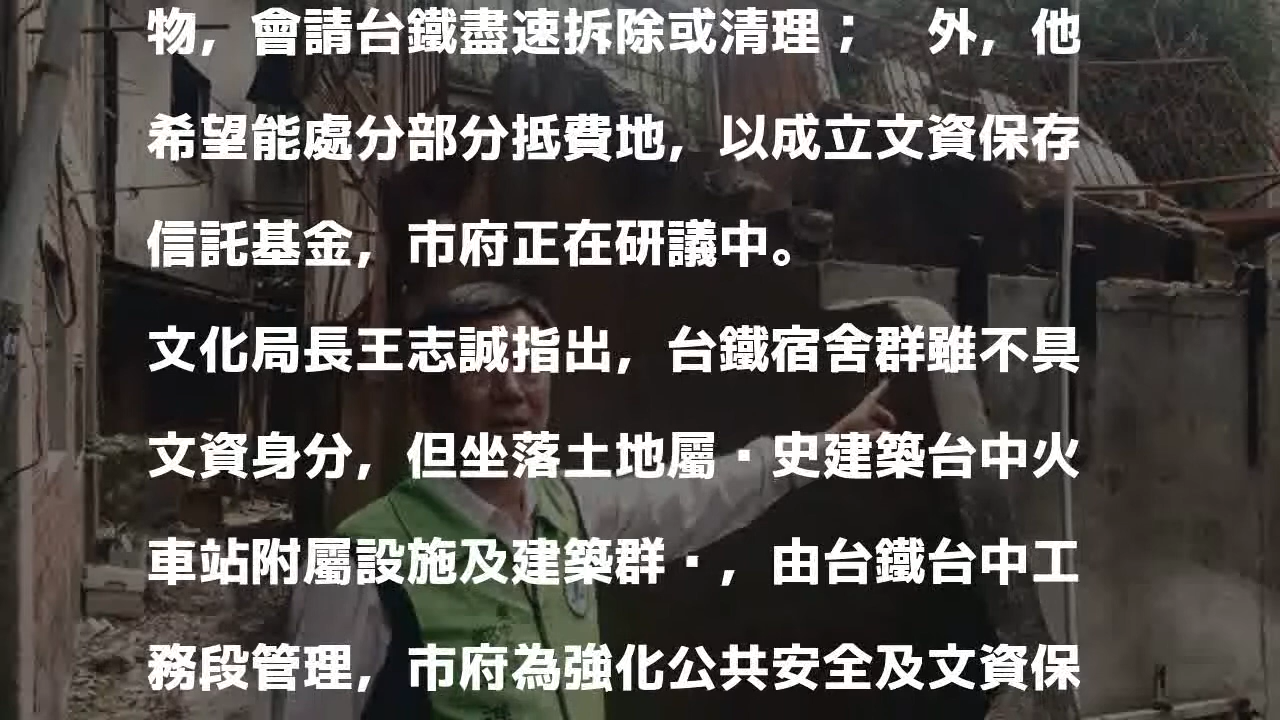 物，會請台鐵盡速拆除或清理；　外，他
希望能處分部分抵費地，以成立文資保存
信託基金，市府正在研議中。
文化局長王志誠指出，台鐵宿舍群雖不具
文資身分，但坐落土地屬·史建築台中火
車站附屬設施及建築群·，由台鐵台中工
務段管理，市府為強化公共安全及文資保